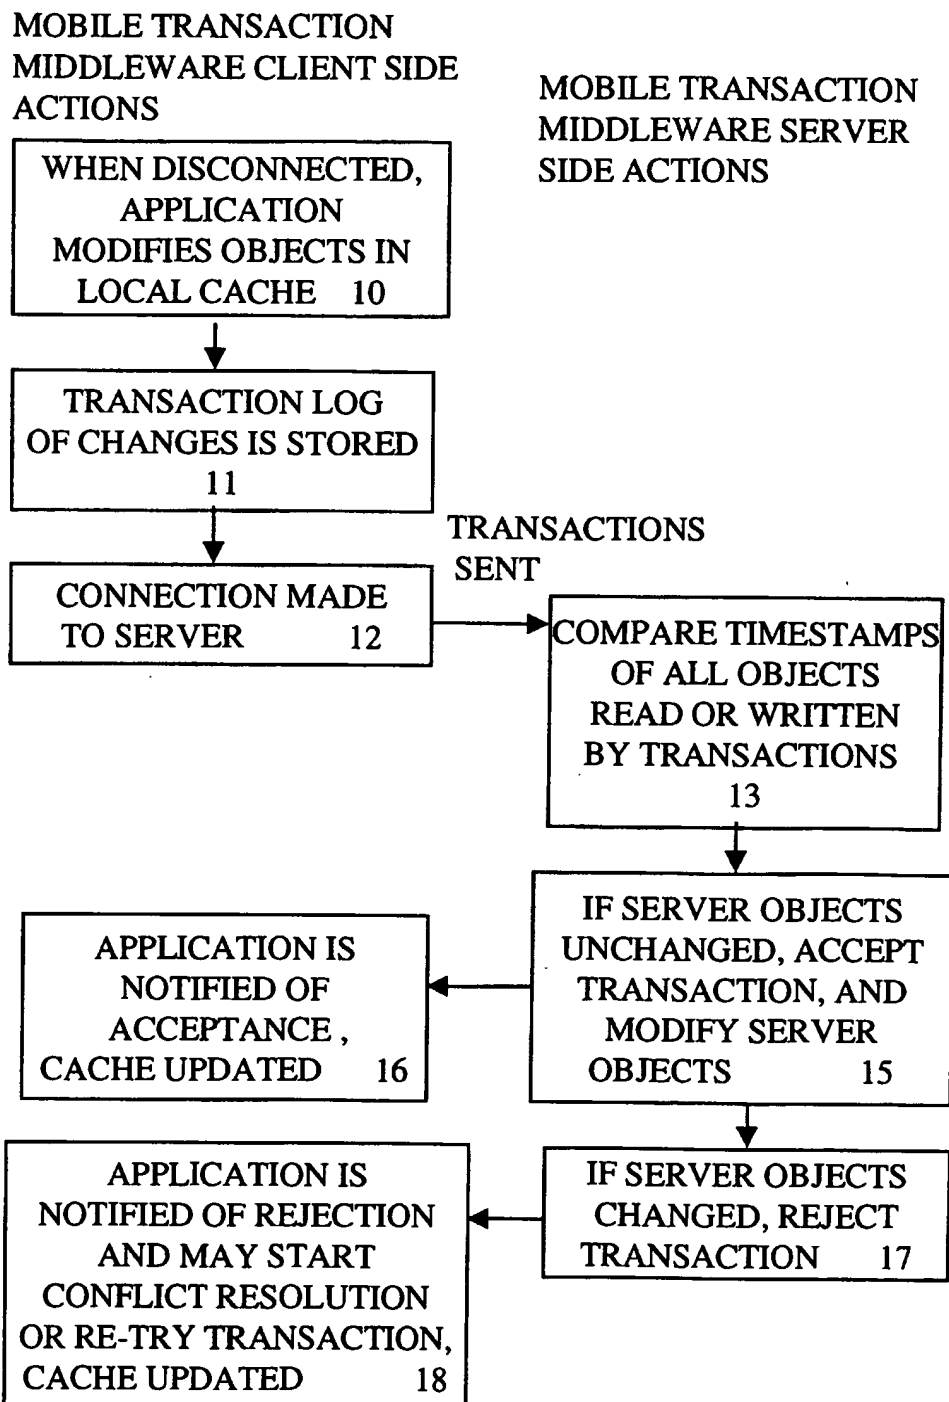 MOBILE TRANSACTION
MIDDLEWARE CLIENT SIDE
ACTIONS
MOBILE TRANSACTION
MIDDLEWARE SERVER
SIDE ACTIONS
WHEN DISCONNECTED,
APPLICATION
MODIFIES OBJECTS IN
LOCAL CACHE 10
TRANSACTION LOG
OF CHANGES IS STORED
11
TRANSACTIONS
SENT
CONNECTION MADE
TO SERVER 12
COMPARE TIMESTAMPS
OF ALL OBJECTS
READ OR WRITTEN
BY TRANSACTIONS
13
IF SERVER OBJECTS
UNCHANGED, ACCEPT
TRANSACTION, AND
MODIFY SERVER
OBJECTS 15
APPLICATION IS
NOTIFIED OF
ACCEPTANCE ,
CACHE UPDATED 16
IF SERVER OBJECTS
CHANGED, REJECT
TRANSACTION 17
APPLICATION IS
NOTIFIED OF REJECTION
AND MAY START
CONFLICT RESOLUTION
OR RE-TRY TRANSACTION,
CACHE UPDATED 18